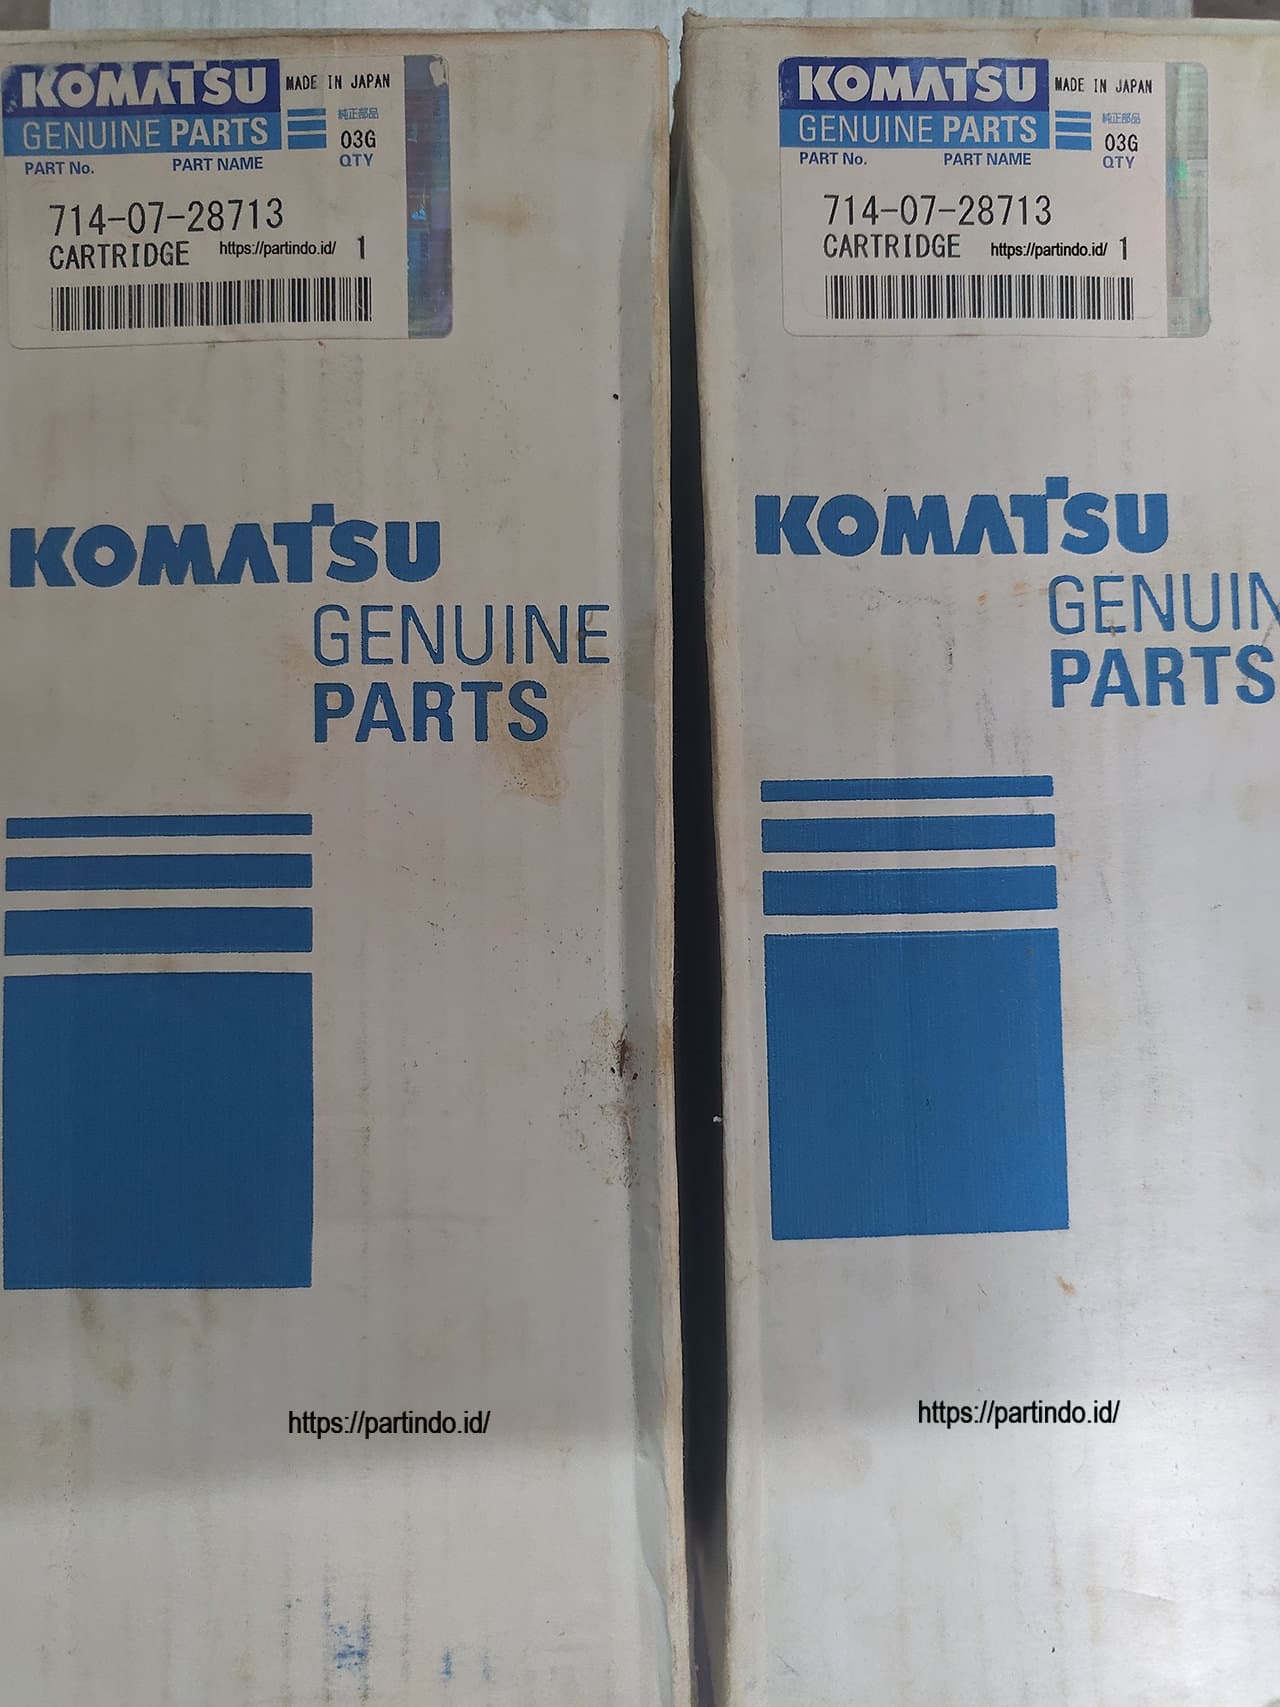 KOMATSU MADE IN JAPAN
GENUINE PARTS 純正部品
03G
PART No. PART NAME QTY
714-07-28713
CARTRIDGE https://partindo.id/ 1
KOMATSU
GENUINE
PARTS
https://partindo.id/
KOMATSU MADE IN JAPAN
GENUINE PARTS 純正部品
03G
PART No. PART NAME QTY
714-07-28713
CARTRIDGE https://partindo.id/ 1
KOMATSU
GENUIN
PARTS
https://partindo.id/